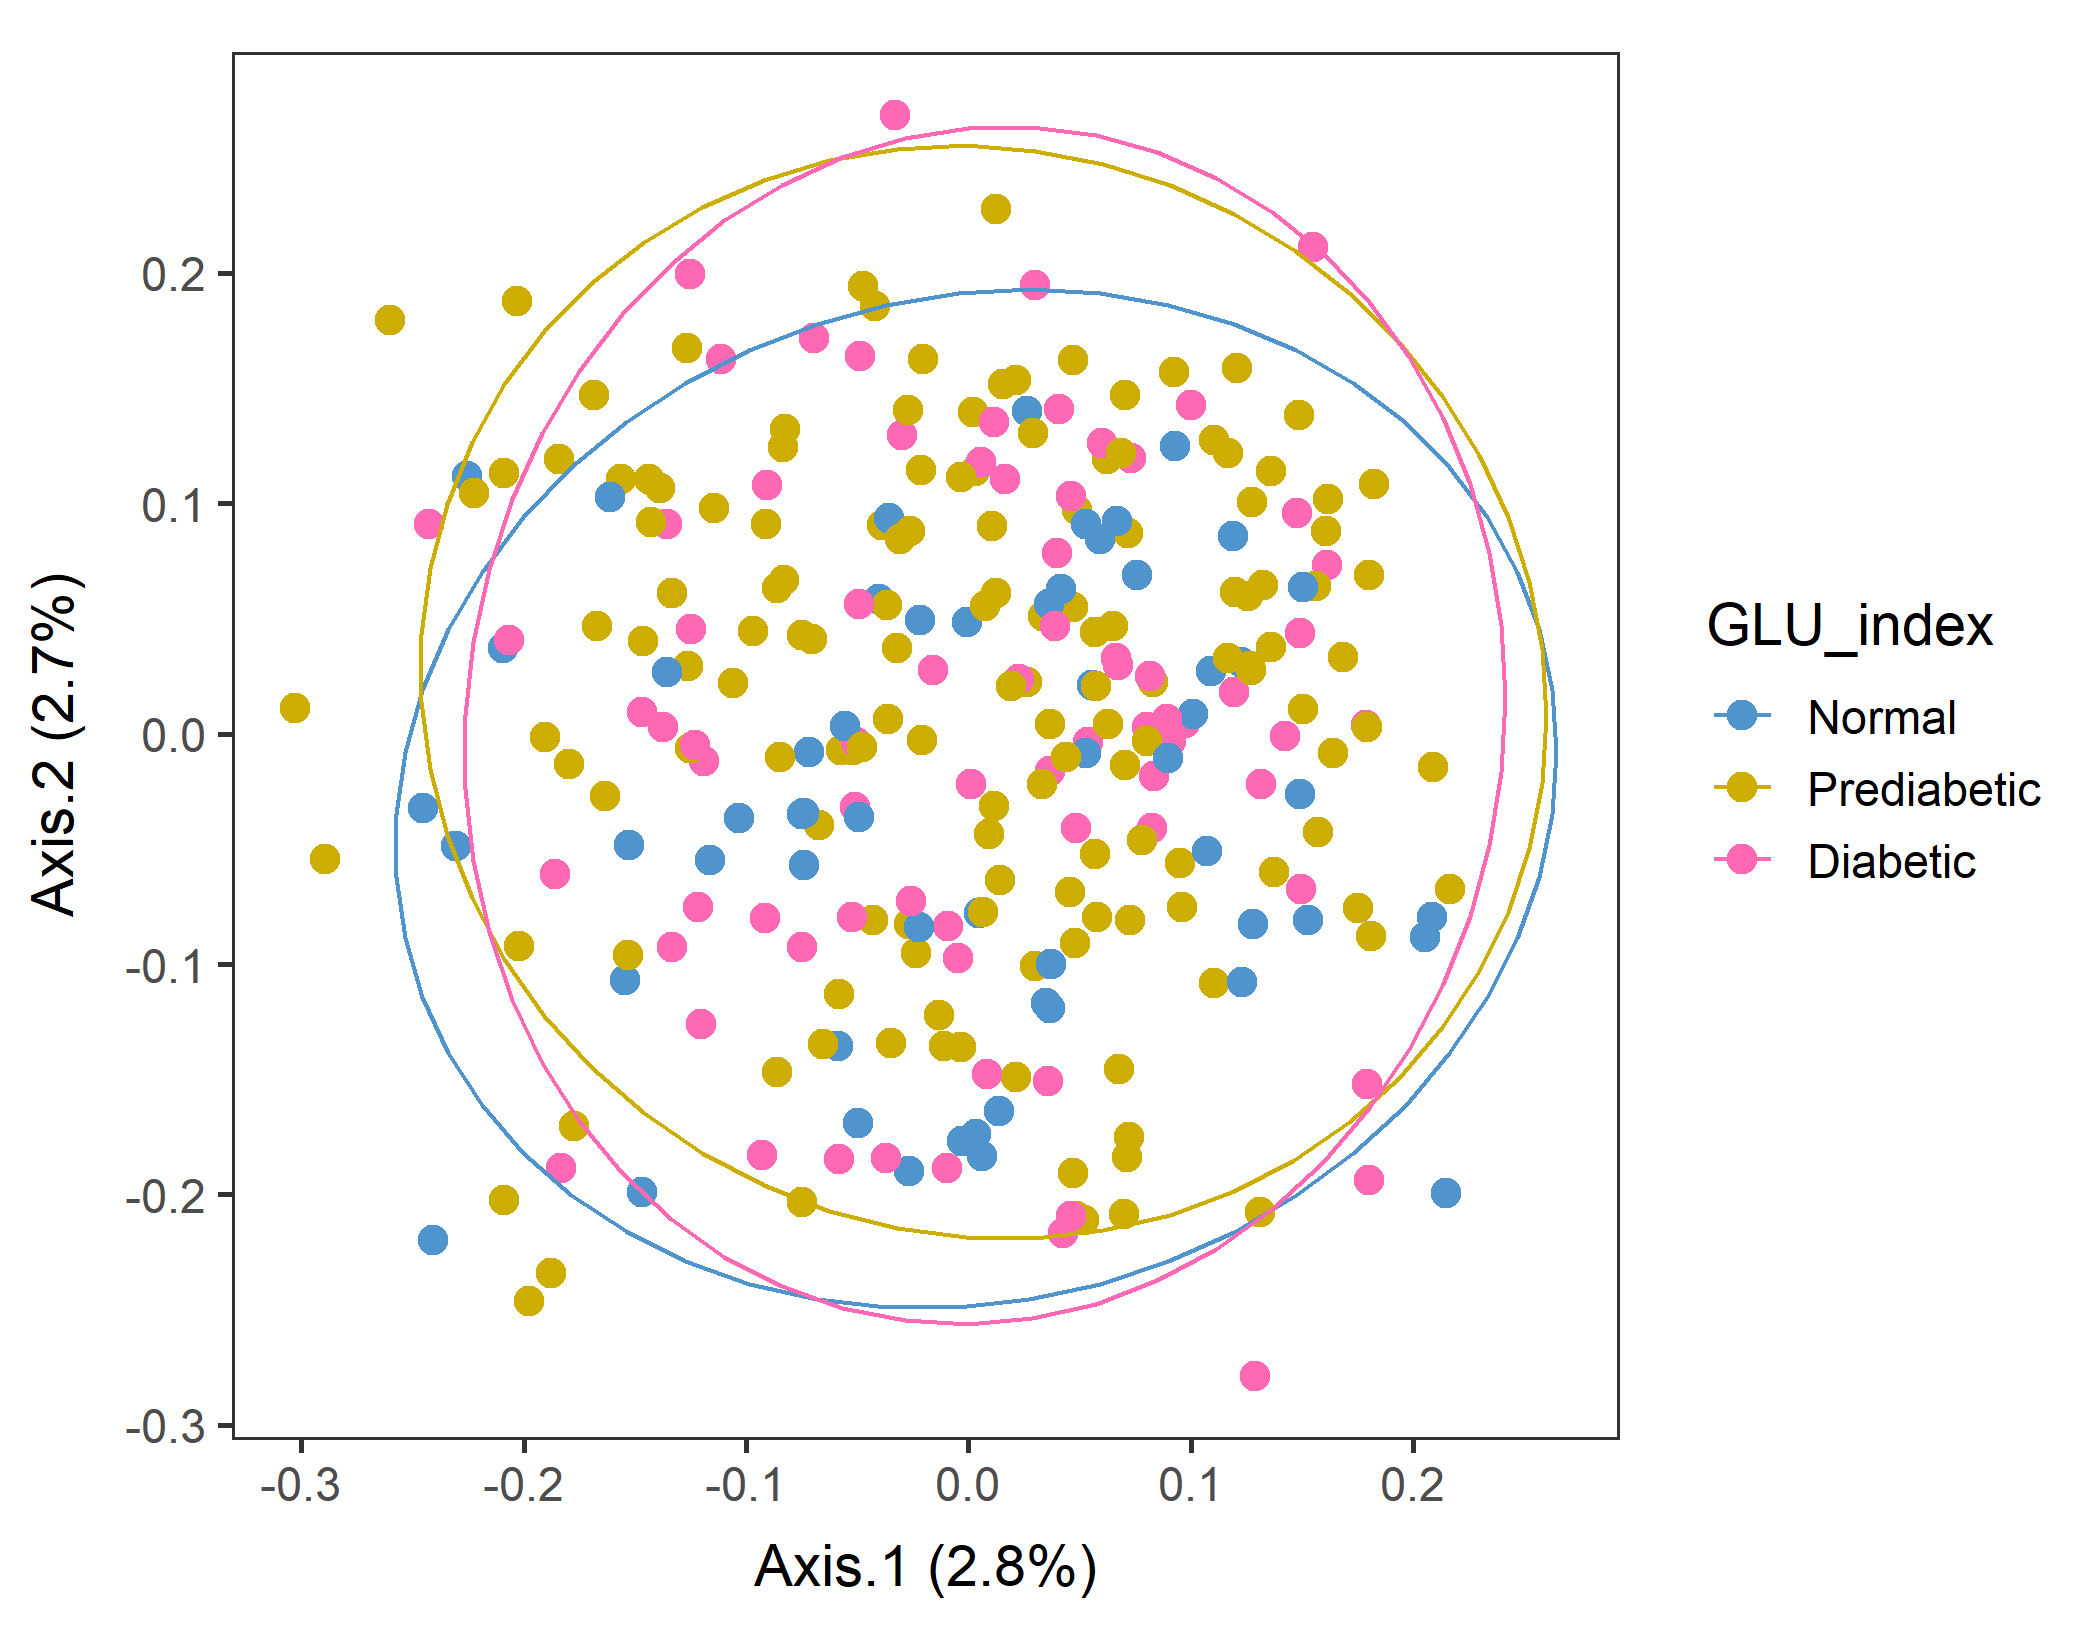 0.2
0.1
0.0
-0.1
-0.2
-0.3
Axis.2 (2.7%)
-0.3 -0.2 -0.1 0.0 0.1 0.2
Axis.1 (2.8%)
GLU_index
Normal
Prediabetic
Diabetic